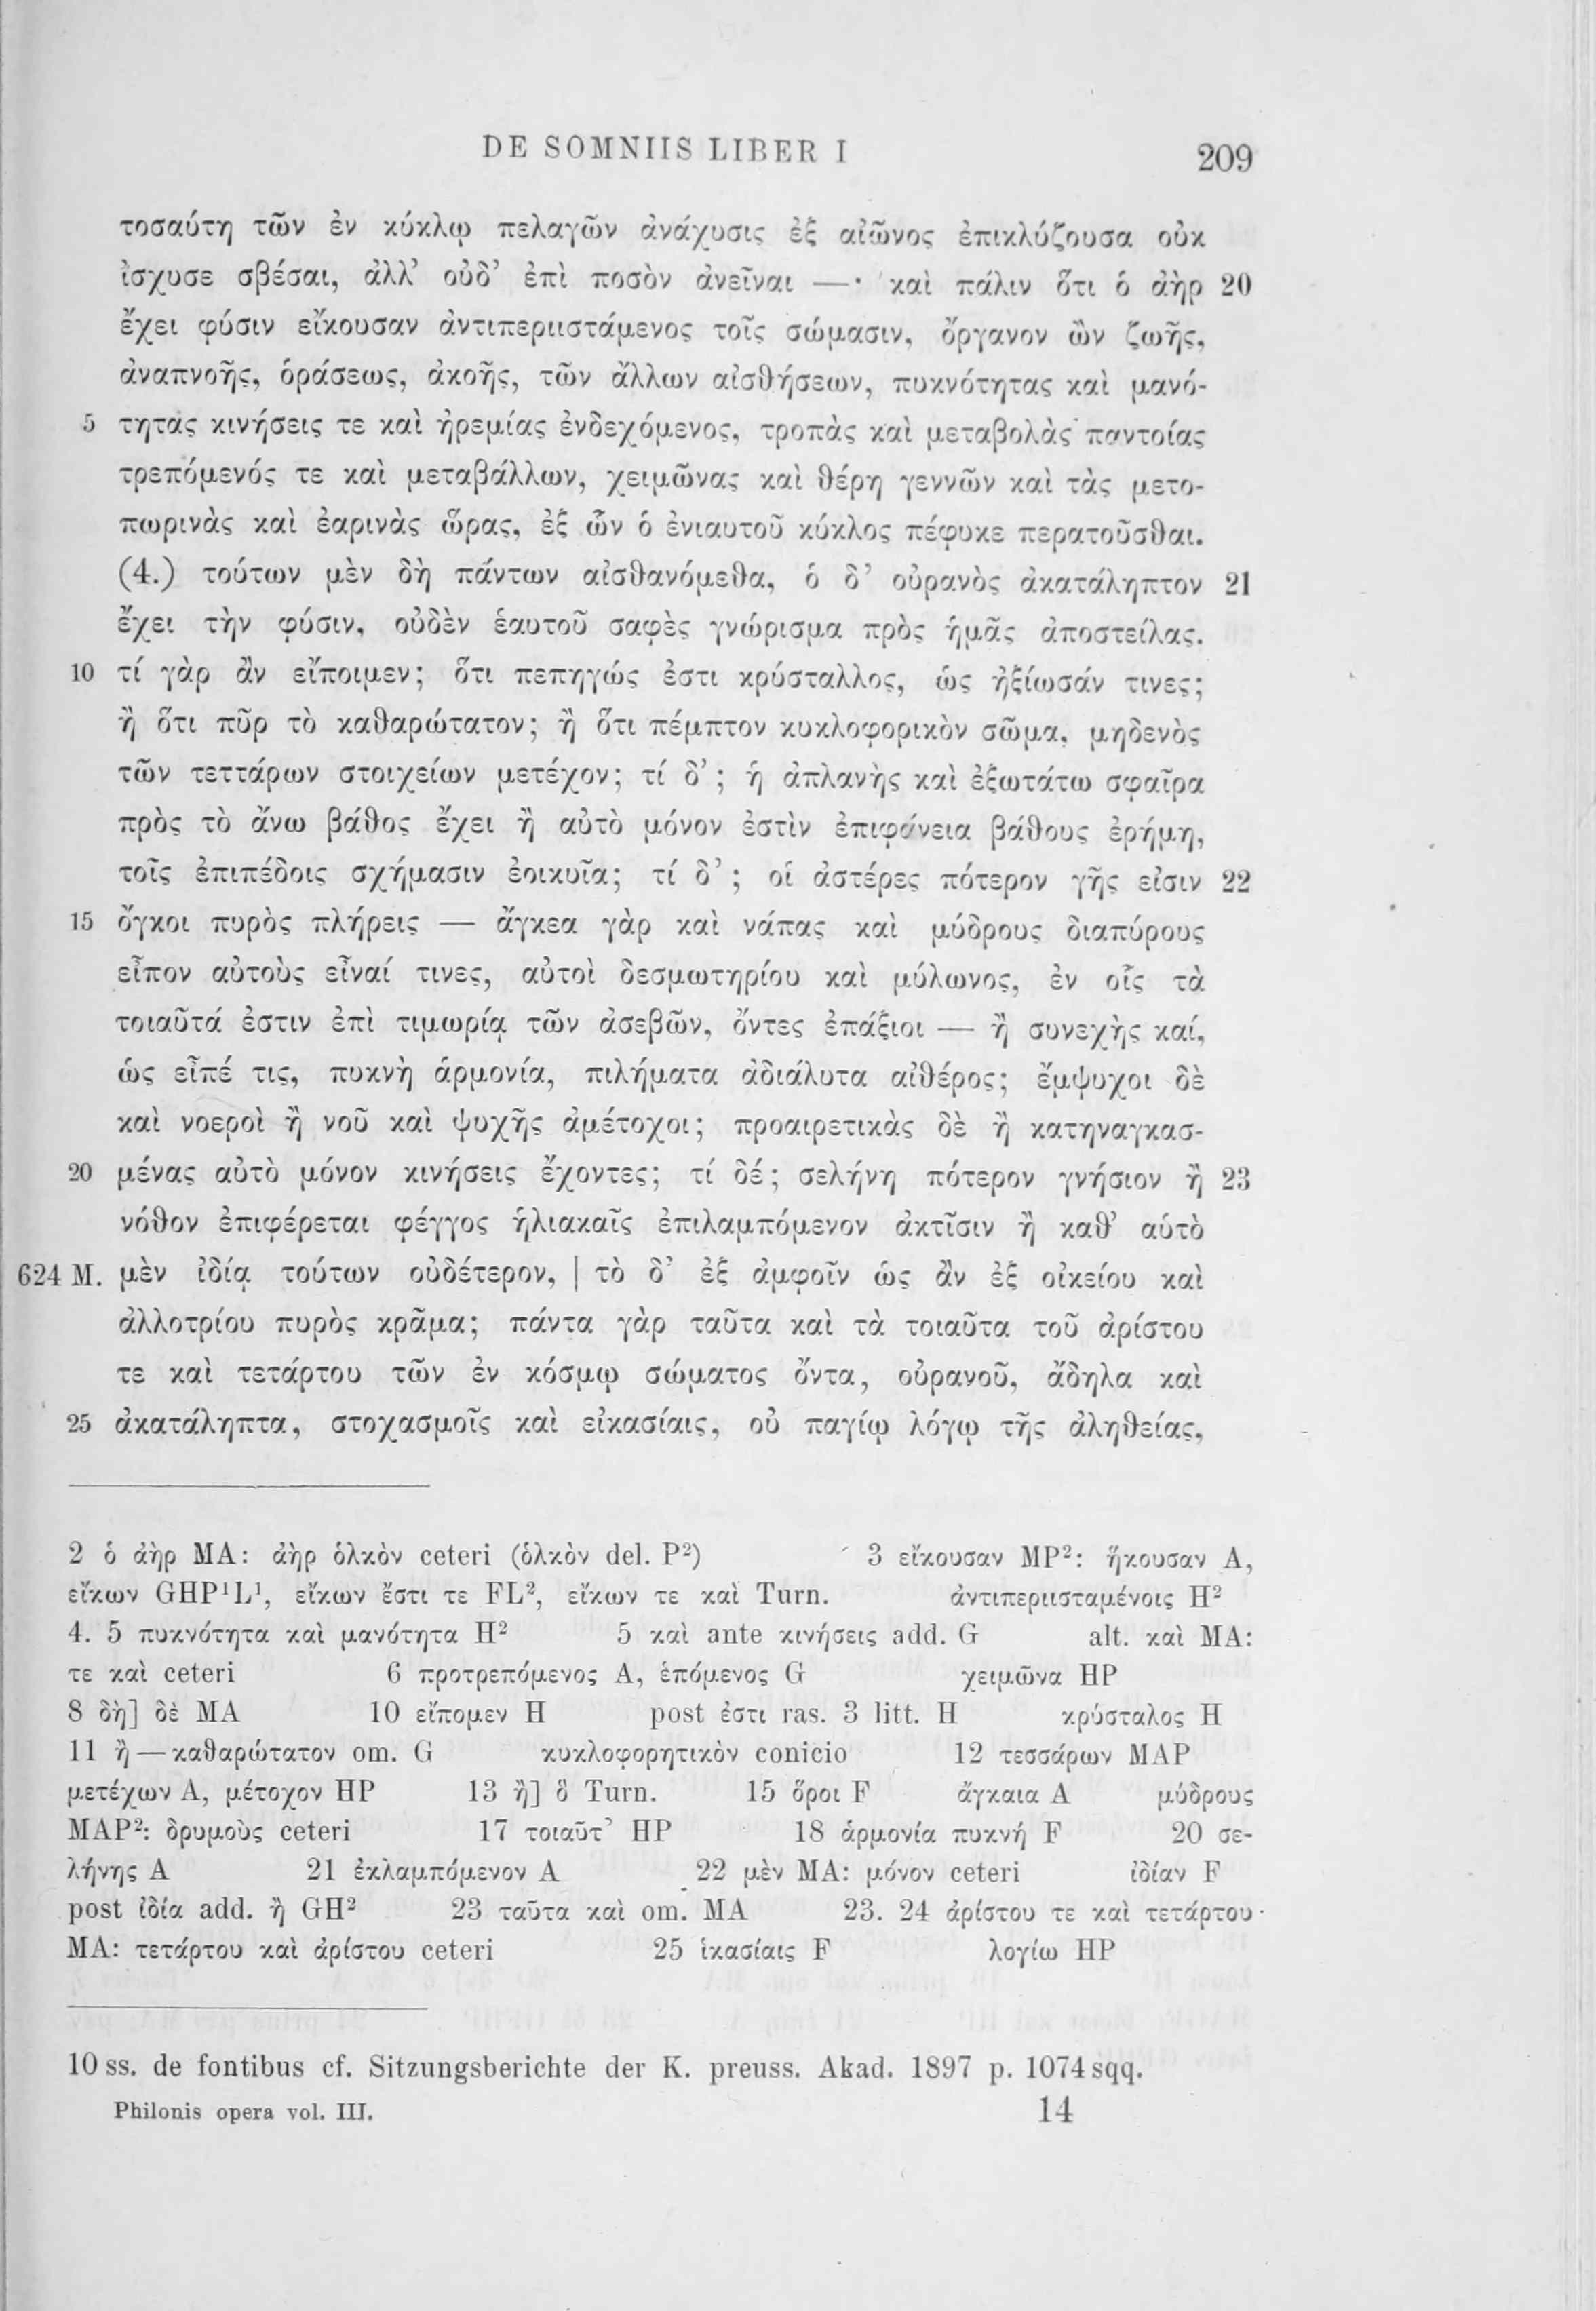 DE SOMNIIS LIBER I 209
τοσαύτη τῶν ἐν κύκλῳ πελαγῶν ἀνάχυσις ἐξ αἰῶνος ἐπικλύζουσα οὐκ
ἴσχυσε σβέσαι, ἀλλ’ οὐδ’ ἐπὶ ποσὸν ἀνεῖναι —· καὶ πάλιν ὅτι ὁ ἀὴρ 20
ἔχει φύσιν εἴκουσαν ἀντιπεριιστάμενος τοῖς σώμασιν, ὄργανον ὢν ζωῆς,
ἀναπνοῆς, ὁράσεως, ἀκοῆς, τῶν ἄλλων αἰσθήσεων, πυκνότητας καὶ μανό-
5 τητας κινήσεις τε καὶ ἠρεμίας ἐνδεχόμενος, τροπὰς καὶ μεταβολὰς παντοίας
τρεπόμενός τε καὶ μεταβάλλων, χειμῶνας καὶ θέρη γεννῶν καὶ τὰς μετο-
πωρινὰς καὶ ἐαρινὰς ὥρας, ἐξ ὧν ὁ ἐνιαυτοῦ κύκλος πέφυκε περατοῦσθαι.
(4.) τούτων μὲν δὴ πάντων αἰσθανόμεθα, ὁ δ’ οὐρανὸς ἀκατάληπτον 21
ἔχει τὴν φύσιν, οὐδὲν ἑαυτοῦ σαφὲς γνώρισμα πρὸς ἡμᾶς ἀποστείλας.
10 τί γὰρ ἂν εἴποιμεν; ὅτι πεπηγώς ἐστι κρύσταλλος, ὡς ἠξίωσάν τινες;
ἢ ὅτι πῦρ τὸ καθαρώτατον; ἢ ὅτι πέμπτον κυκλοφορικὸν σῶμα, μηδενὸς
τῶν τεττάρων στοιχείων μετέχον; τί δ’; ἡ ἀπλανὴς καὶ ἐξωτάτω σφαῖρα
πρὸς τὸ ἄνω βάθος ἔχει ἢ αὐτὸ μόνον ἐστὶν ἐπιφάνεια βάθους ἐρήμη,
τοῖς ἐπιπέδοις σχήμασιν ἐοικυῖα; τί δ’; οἱ ἀστέρες πότερον γῆς εἰσιν 22
15 ὄγκοι πυρὸς πλήρεις — ἄγκεα γὰρ καὶ νάπας καὶ μύδρους διαπύρους
εἶπον αὐτοὺς εἶναί τινες, αὐτοὶ δεσμωτηρίου καὶ μύλωνος, ἐν οἷς τὰ
τοιαῦτά ἐστιν ἐπὶ τιμωρίᾳ τῶν ἀσεβῶν, ὄντες ἐπάξιοι — ἢ συνεχὴς καί,
ὡς εἶπέ τις, πυκνὴ ἁρμονία, πιλήματα ἀδιάλυτα αἰθέρος; ἔμψυχοι δὲ
καὶ νοεροὶ ἢ νοῦ καὶ ψυχῆς ἀμέτοχοι; προαιρετικὰς δὲ ἢ κατηναγκασ-
20 μένας αὐτὸ μόνον κινήσεις ἔχοντες; τί δέ; σελήνη πότερον γνήσιον ἢ 23
νόθον ἐπιφέρεται φέγγος ἡλιακαῖς ἐπιλαμπόμενον ἀκτῖσιν ἢ καθ’ αὑτὸ
624 M. μὲν ἰδίᾳ τούτων οὐδέτερον, | τὸ δ’ ἐξ ἀμφοῖν ὡς ἂν ἐξ οἰκείου καὶ
ἀλλοτρίου πυρὸς κρᾶμα; πάντα γὰρ ταῦτα καὶ τὰ τοιαῦτα τοῦ ἀρίστου
τε καὶ τετάρτου τῶν ἐν κόσμῳ σώματος ὄντα, οὐρανοῦ, ἄδηλα καὶ
25 ἀκατάληπτα, στοχασμοῖς καὶ εἰκασίαις, οὐ παγίῳ λόγῳ τῆς ἀληθείας,
2 ὁ ἀὴρ MA: ἀὴρ ὁλκὸν ceteri (ὁλκὸν del. P²) 3 εἴκουσαν MP²: ἥκουσαν A,
εἴκων GHP¹L¹, εἴκων ἔστι τε FL², εἴκων τε καὶ Turn. ἀντιπεριισταμένοις H²
4. 5 πυκνότητα καὶ μανότητα H² 5 καὶ ante κινήσεις add. G alt. καὶ MA:
τε καὶ ceteri 6 προτρεπόμενος A, ἑπόμενος G χειμῶνα HP
8 δὴ] δὲ MA 10 εἴπομεν H post ἐστι ras. 3 litt. H κρύσταλος H
11 ἢ — καθαρώτατον om. G κυκλοφορητικὸν conicio 12 τεσσάρων MAP
μετέχων A, μέτοχον HP 13 ἢ] ὃ Turn. 15 ὅροι F ἄγκαια A μύδρους
MAP²: δρυμοὺς ceteri 17 τοιαῦτ’ HP 18 ἁρμονία πυκνή F 20 σε-
λήνης A 21 ἐκλαμπόμενον A 22 μὲν MA: μόνον ceteri ἰδίαν F
post ἰδία add. ἢ GH² 23 ταῦτα καὶ om. MA 23. 24 ἀρίστου τε καὶ τετάρτου
MA: τετάρτου καὶ ἀρίστου ceteri 25 ἱκασίαις F λογίω HP
10 ss. de fontibus cf. Sitzungsberichte der K. preuss. Akad. 1897 p. 1074 sqq.
Philonis opera vol. III. 14